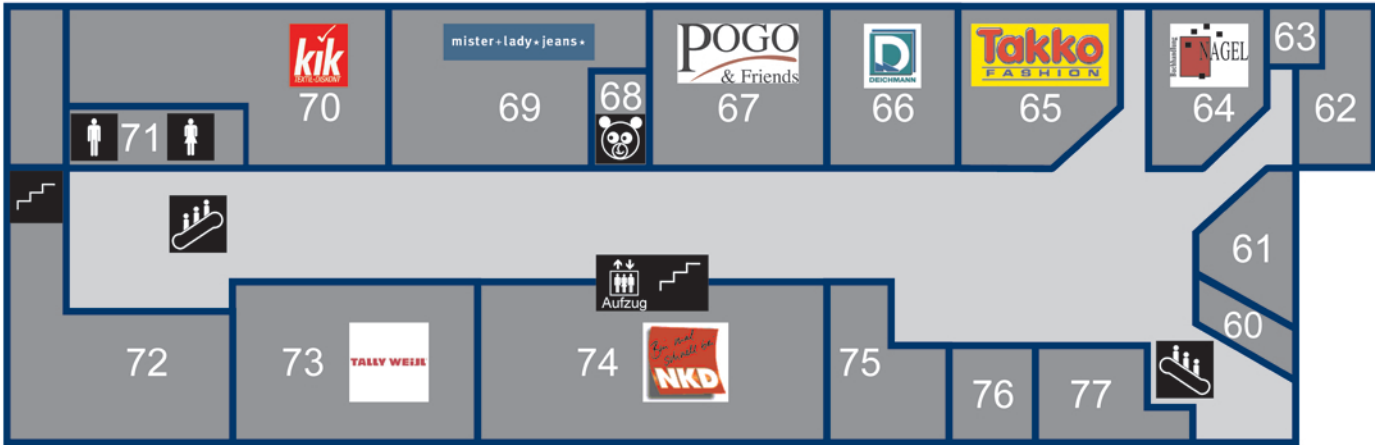 kik
TEXTIL-DISKONT
70
mister+lady★jeans★
69
68
POGO
& Friends
67
D
DEICHMANN
66
Takko
FASHION
65
NAGEL
64
63
62
71
61
60
Aufzug
72
73
TALLY WEiJL
74
NKD
75
76
77